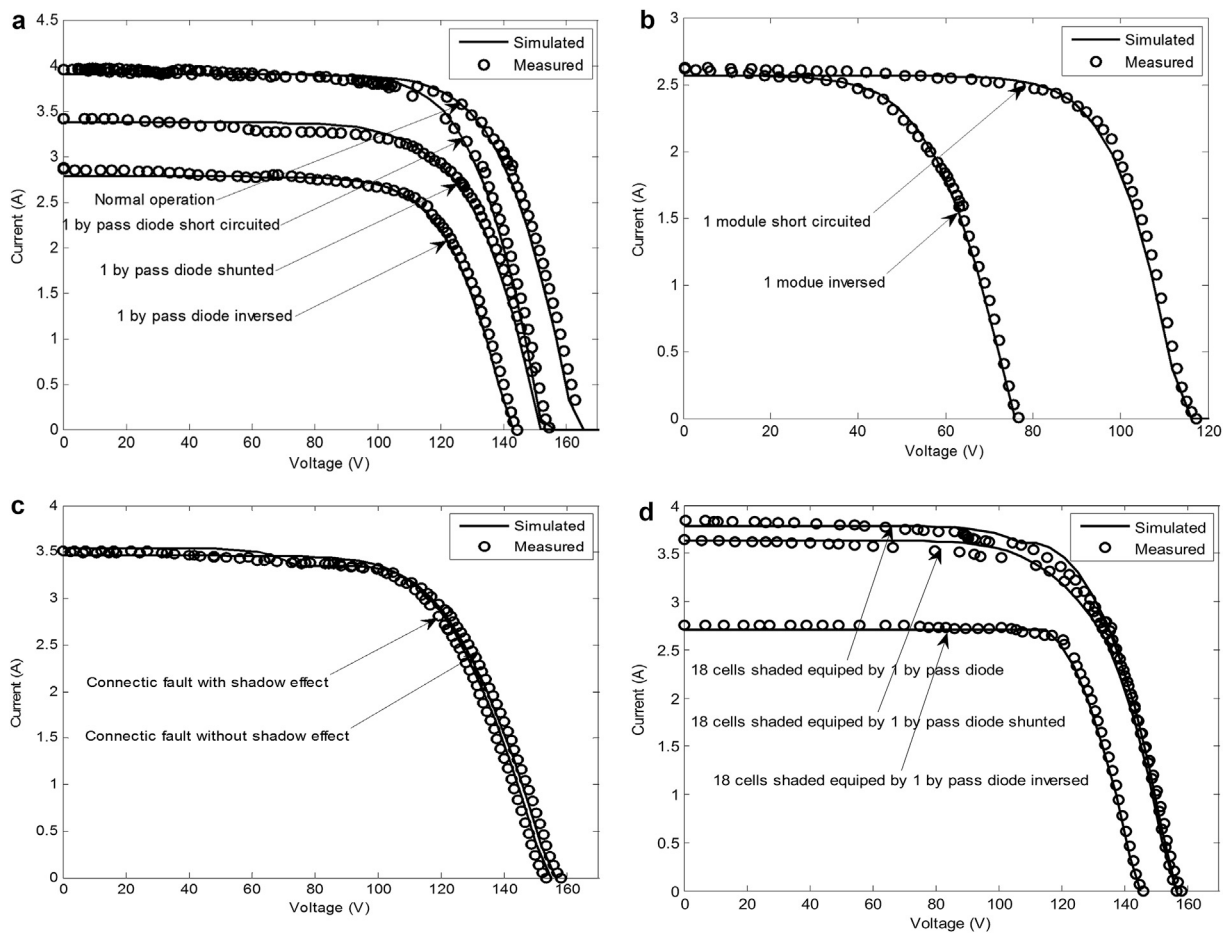 a
4.5
4
3.5
3
2.5
2
1.5
1
0.5
0
Current (A)
Simulated
Measured
Normal operation
1 by pass diode short circuited
1 by pass diode shunted
1 by pass diode inversed
0 20 40 60 80 100 120 140 160
Voltage (V)
b
3
2.5
2
1.5
1
0.5
0
Current (A)
Simulated
Measured
1 module short circuited
1 modue inversed
0 20 40 60 80 100 120
Voltage (V)
c
4
3.5
3
2.5
2
1.5
1
0.5
0
Current (A)
Simulated
Measured
Connectic fault with shadow effect
Connectic fault without shadow effect
0 20 40 60 80 100 120 140 160
Voltage (V)
d
4
3.5
3
2.5
2
1.5
1
0.5
0
Current (A)
Simulated
Measured
18 cells shaded equiped by 1 by pass diode
18 cells shaded equiped by 1 by pass diode shunted
18 cells shaded equiped by 1 by pass diode inversed
0 20 40 60 80 100 120 140 160
Voltage (V)